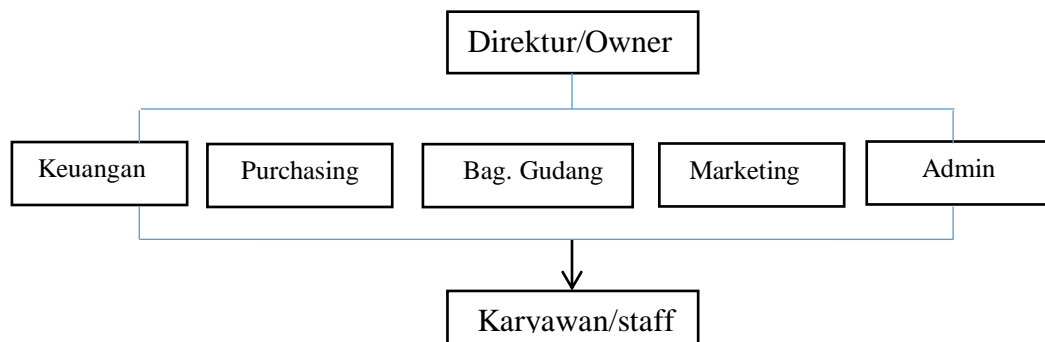 Direktur/Owner
Keuangan
Purchasing
Bag. Gudang
Marketing
Admin
Karyawan/staff